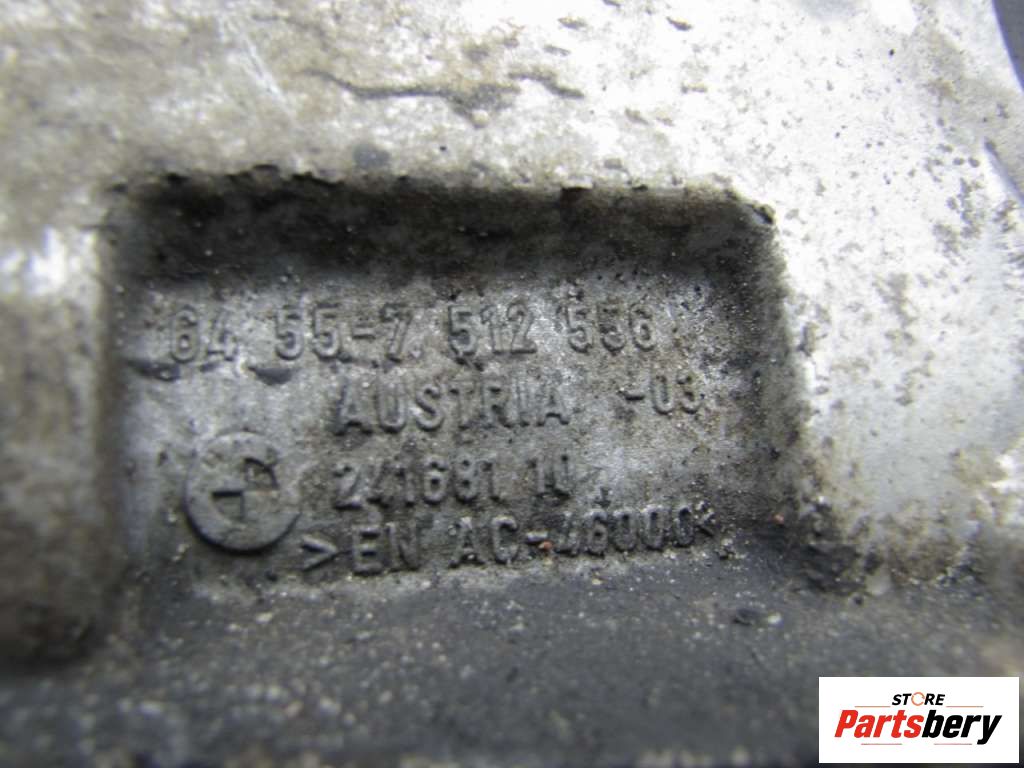 64 55-7 512 556
AUSTRIA -03
241681 10
>EN AC-46000<
STORE
Partsbery